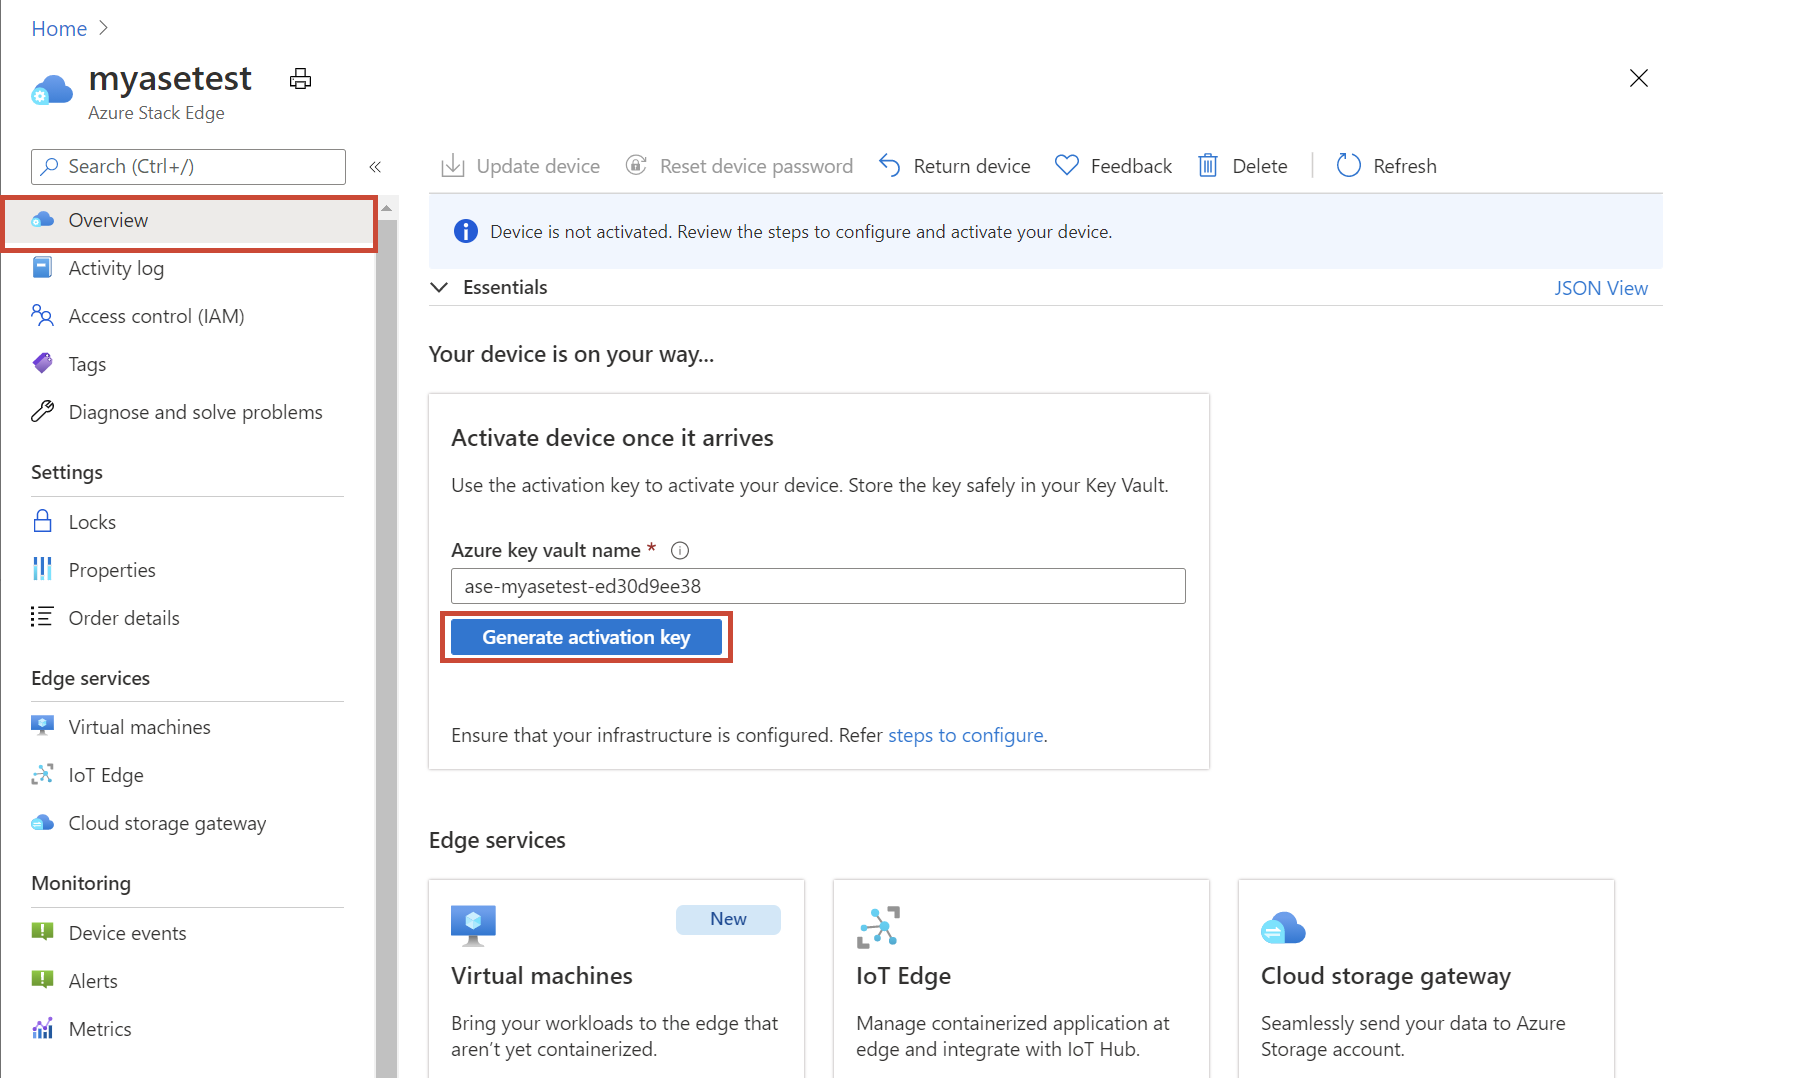 Home
myasetest
Azure Stack Edge
Search (Ctrl+/)
«
Overview
Activity log
Access control (IAM)
Tags
Diagnose and solve problems
Settings
Locks
Properties
Order details
Edge services
Virtual machines
IoT Edge
Cloud storage gateway
Monitoring
Device events
Alerts
Metrics
Update device
Reset device password
Return device
Feedback
Delete
Refresh
Device is not activated. Review the steps to configure and activate your device.
Essentials
JSON View
Your device is on your way...
Activate device once it arrives
Use the activation key to activate your device. Store the key safely in your Key Vault.
Azure key vault name *
ase-myasetest-ed30d9ee38
Generate activation key
Ensure that your infrastructure is configured. Refer steps to configure.
Edge services
New
Virtual machines
Bring your workloads to the edge that
aren’t yet containerized.
IoT Edge
Manage containerized application at
edge and integrate with IoT Hub.
Cloud storage gateway
Seamlessly send your data to Azure
Storage account.